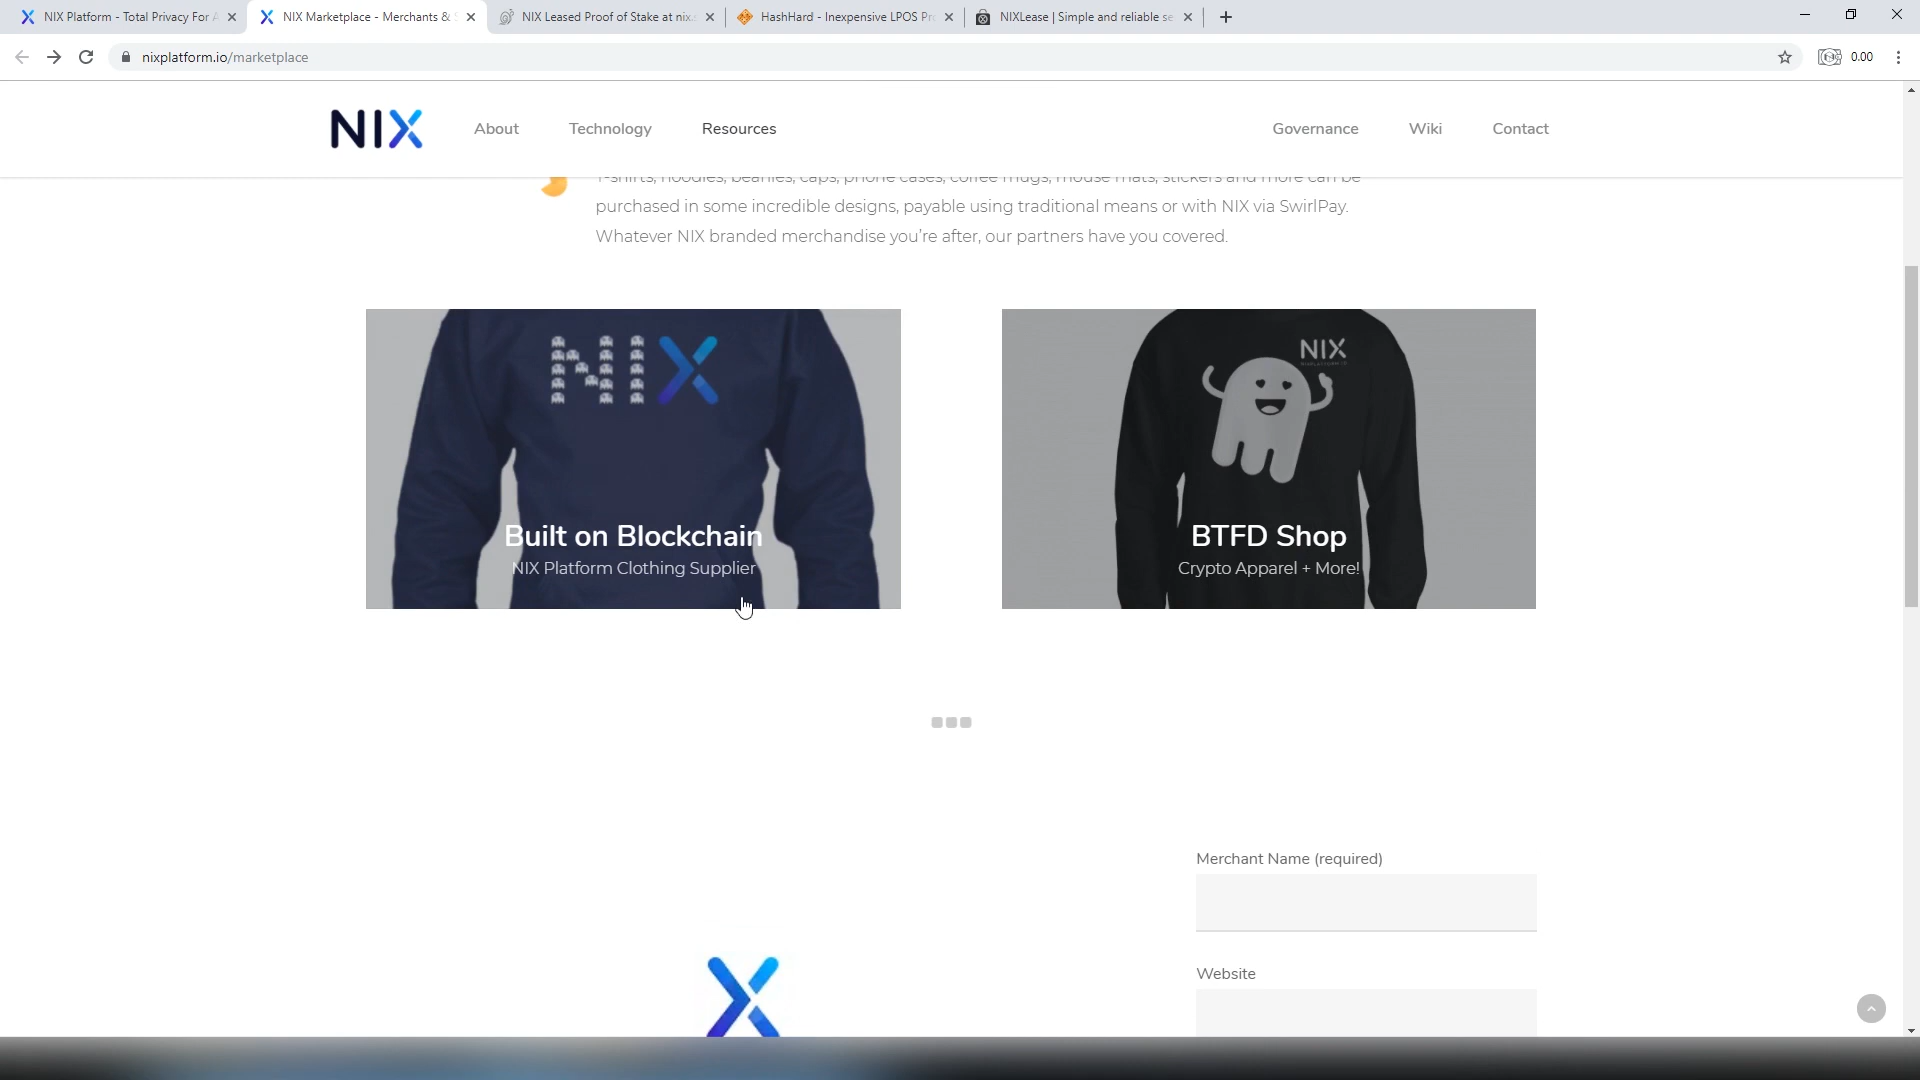 NIX Platform - Total Privacy For
NIX Marketplace - Merchants &
NIX Leased Proof of Stake at nix.
HashHard - Inexpensive LPOS Pr
NIXLease | Simple and reliable se
nixplatform.io/marketplace
0.00
NIX
About
Technology
Resources
Governance
Wiki
Contact
T-shirts, hoodies, beanies, caps, phone cases, coffee mugs, mouse mats, stickers and more can be
purchased in some incredible designs, payable using traditional means or with NIX via SwirlPay.
Whatever NIX branded merchandise you're after, our partners have you covered.
NIX
Built on Blockchain
NIX Platform Clothing Supplier
NIX
BTFD Shop
Crypto Apparel + More!
Merchant Name (required)
Website